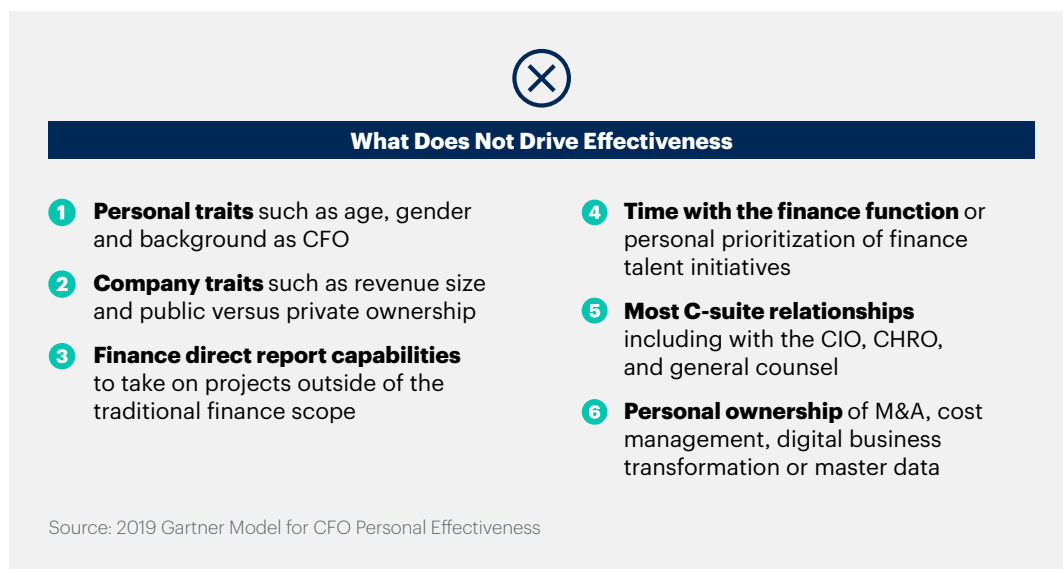 What Does Not Drive Effectiveness
1 Personal traits such as age, gender
and background as CFO
2 Company traits such as revenue size
and public versus private ownership
3 Finance direct report capabilities
to take on projects outside of the
traditional finance scope
4 Time with the finance function or
personal prioritization of finance
talent initiatives
5 Most C-suite relationships
including with the CIO, CHRO,
and general counsel
6 Personal ownership of M&A, cost
management, digital business
transformation or master data
Source: 2019 Gartner Model for CFO Personal Effectiveness